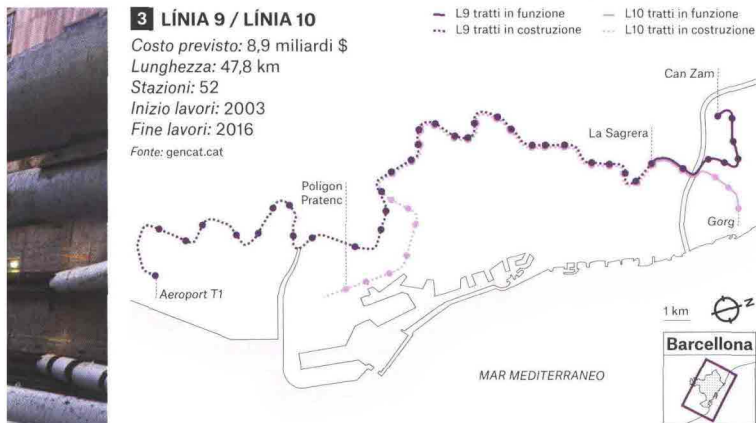 3 LÍNIA 9 / LÍNIA 10
Costo previsto: 8,9 miliardi $
Lunghezza: 47,8 km
Stazioni: 52
Inizio lavori: 2003
Fine lavori: 2016
Fonte: gencat.cat
L9 tratti in funzione
L9 tratti in costruzione
L10 tratti in funzione
L10 tratti in costruzione
Can Zam
La Sagrera
Polígon
Pratenc
Gorg
Aeroport T1
1 km
N
Barcellona
MAR MEDITERRANEO